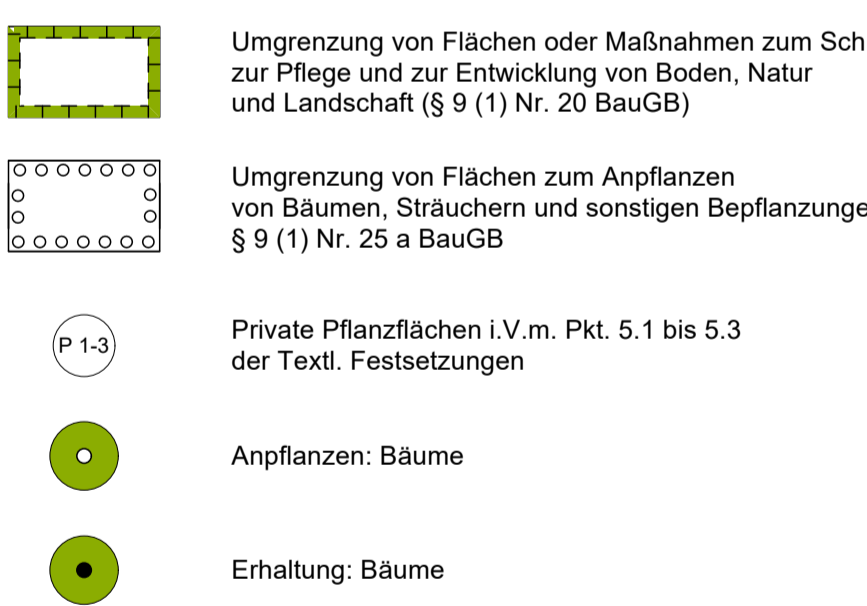 Umgrenzung von Flächen oder Maßnahmen zum Sch
zur Pflege und zur Entwicklung von Boden, Natur
und Landschaft (§ 9 (1) Nr. 20 BauGB)
Umgrenzung von Flächen zum Anpflanzen
von Bäumen, Sträuchern und sonstigen Bepflanzunge
§ 9 (1) Nr. 25 a BauGB
P 1-3
Private Pflanzflächen i.V.m. Pkt. 5.1 bis 5.3
der Textl. Festsetzungen
Anpflanzen: Bäume
Erhaltung: Bäume